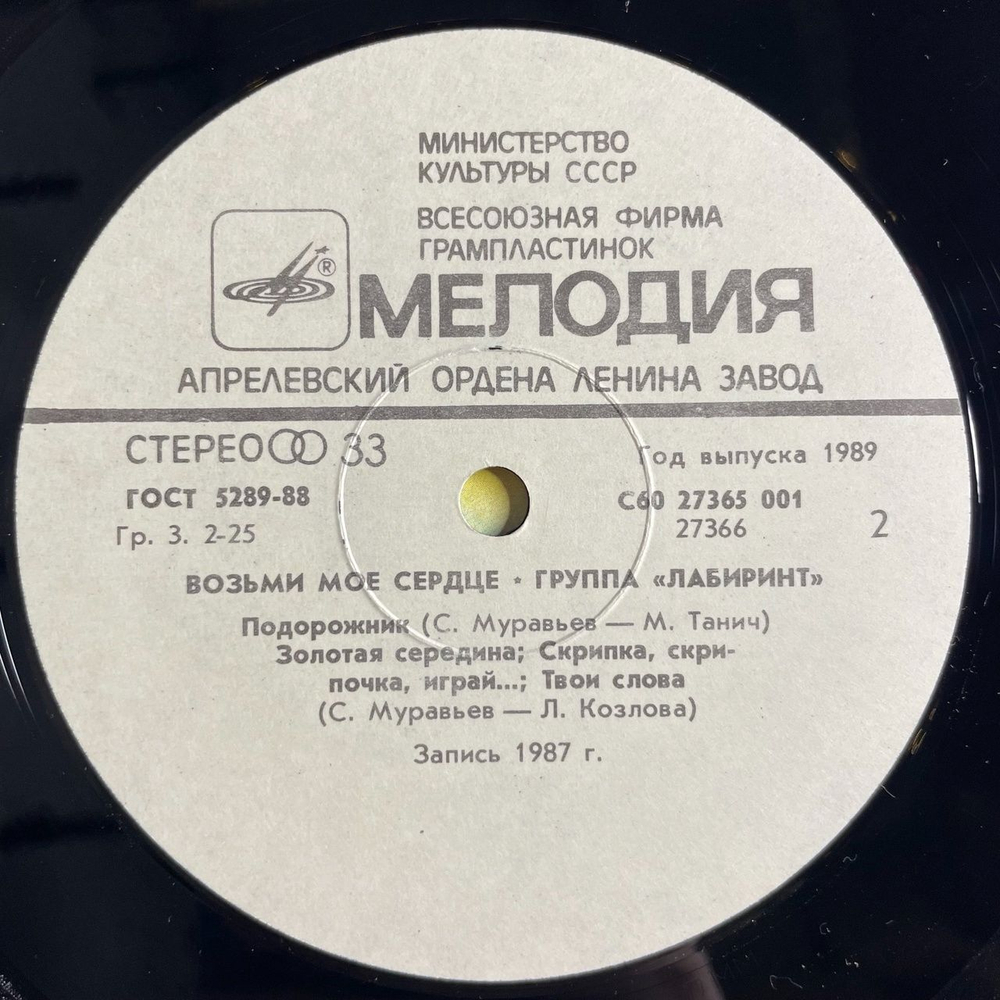 МИНИСТЕРСТВО
КУЛЬТУРЫ СССР
ВСЕСОЮЗНАЯ ФИРМА
ГРАМПЛАСТИНОК
®
МЕЛОДИЯ
АПРЕЛЕВСКИЙ ОРДЕНА ЛЕНИНА ЗАВОД
СТЕРЕО 33
Год выпуска 1989
ГОСТ 5289-88
С60 27365 001
Гр. 3. 2-25
27366
2
ВОЗЬМИ МОЕ СЕРДЦЕ • ГРУППА «ЛАБИРИНТ»
Подорожник (С. Муравьев — М. Танич)
Золотая середина; Скрипка, скри-
почка, играй...; Твои слова
(С. Муравьев — Л. Козлова)
Запись 1987 г.